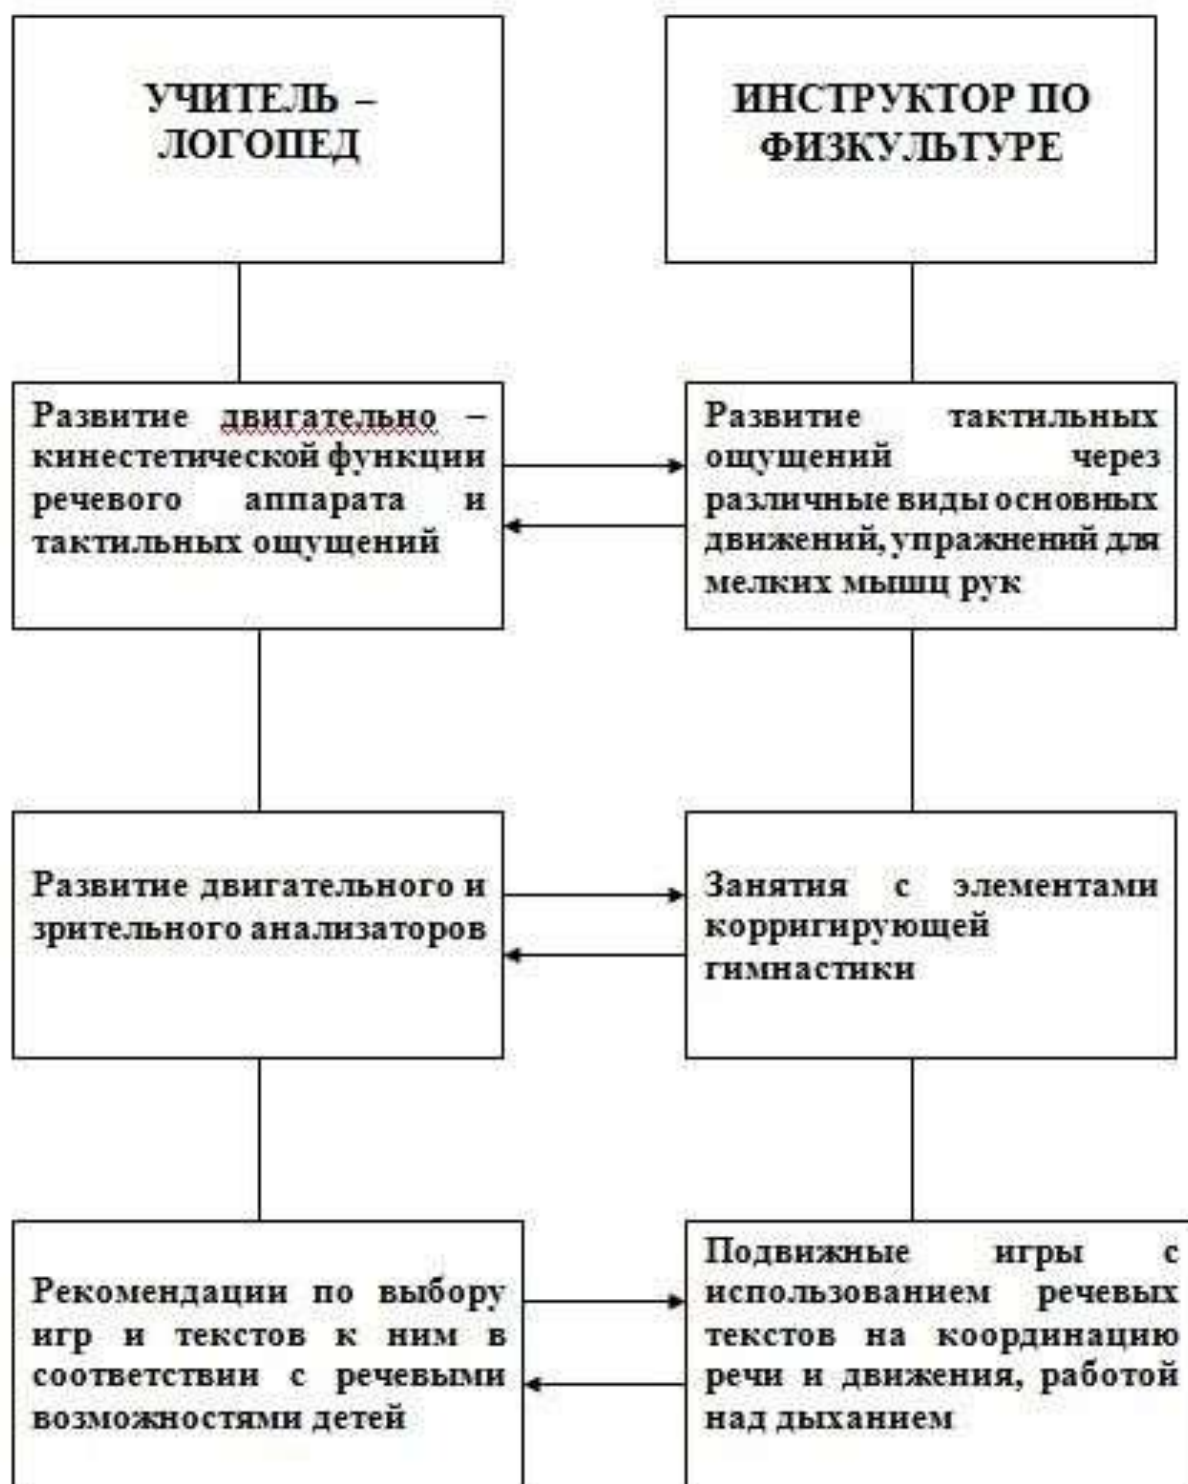 УЧИТЕЛЬ –
ЛОГОПЕД
ИНСТРУКТОР ПО
ФИЗКУЛЬТУРЕ
Развитие двигательно –
кинестетической функции
речевого аппарата и
тактильных ощущений
Развитие тактильных
ощущений через
различные виды основных
движений, упражнений для
мелких мышц рук
Развитие двигательного и
зрительного анализаторов
Занятия с элементами
корригирующей
гимнастики
Рекомендации по выбору
игр и текстов к ним в
соответствии с речевыми
возможностями детей
Подвижные игры с
использованием речевых
текстов на координацию
речи и движения, работой
над дыханием